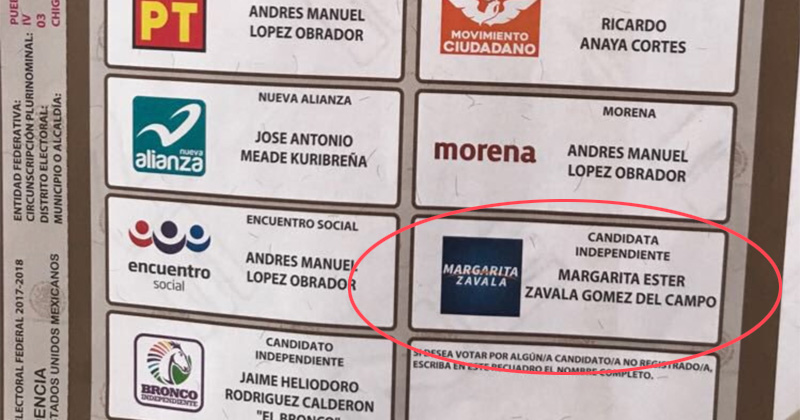 PUEB
IV
03
CHIG
ENTIDAD FEDERATIVA:
CIRCUNSCRIPCIÓN PLURINOMINAL:
DISTRITO ELECTORAL:
MUNICIPIO O ALCALDÍA:
ELECTORAL FEDERAL 2017-2018
ESTADOS UNIDOS MEXICANOS
PT
ANDRES MANUEL
LOPEZ OBRADOR
MOVIMIENTO
CIUDADANO
RICARDO
ANAYA CORTES
nueva
alianza
NUEVA ALIANZA
JOSE ANTONIO
MEADE KURIBREÑA
morena
MORENA
ANDRES MANUEL
LOPEZ OBRADOR
encuentro
social
ENCUENTRO SOCIAL
ANDRES MANUEL
LOPEZ OBRADOR
MARGARITA
ZAVALA
CANDIDATA
INDEPENDIENTE
MARGARITA ESTER
ZAVALA GOMEZ DEL CAMPO
BRONCO
INDEPENDIENTE
CANDIDATO
INDEPENDIENTE
JAIME HELIODORO
RODRIGUEZ CALDERON
"EL BRONCO"
SI DESEA VOTAR POR ALGÚN/A CANDIDATO/A NO REGISTRADO/A,
ESCRIBA EN ESTE RECUADRO EL NOMBRE COMPLETO.